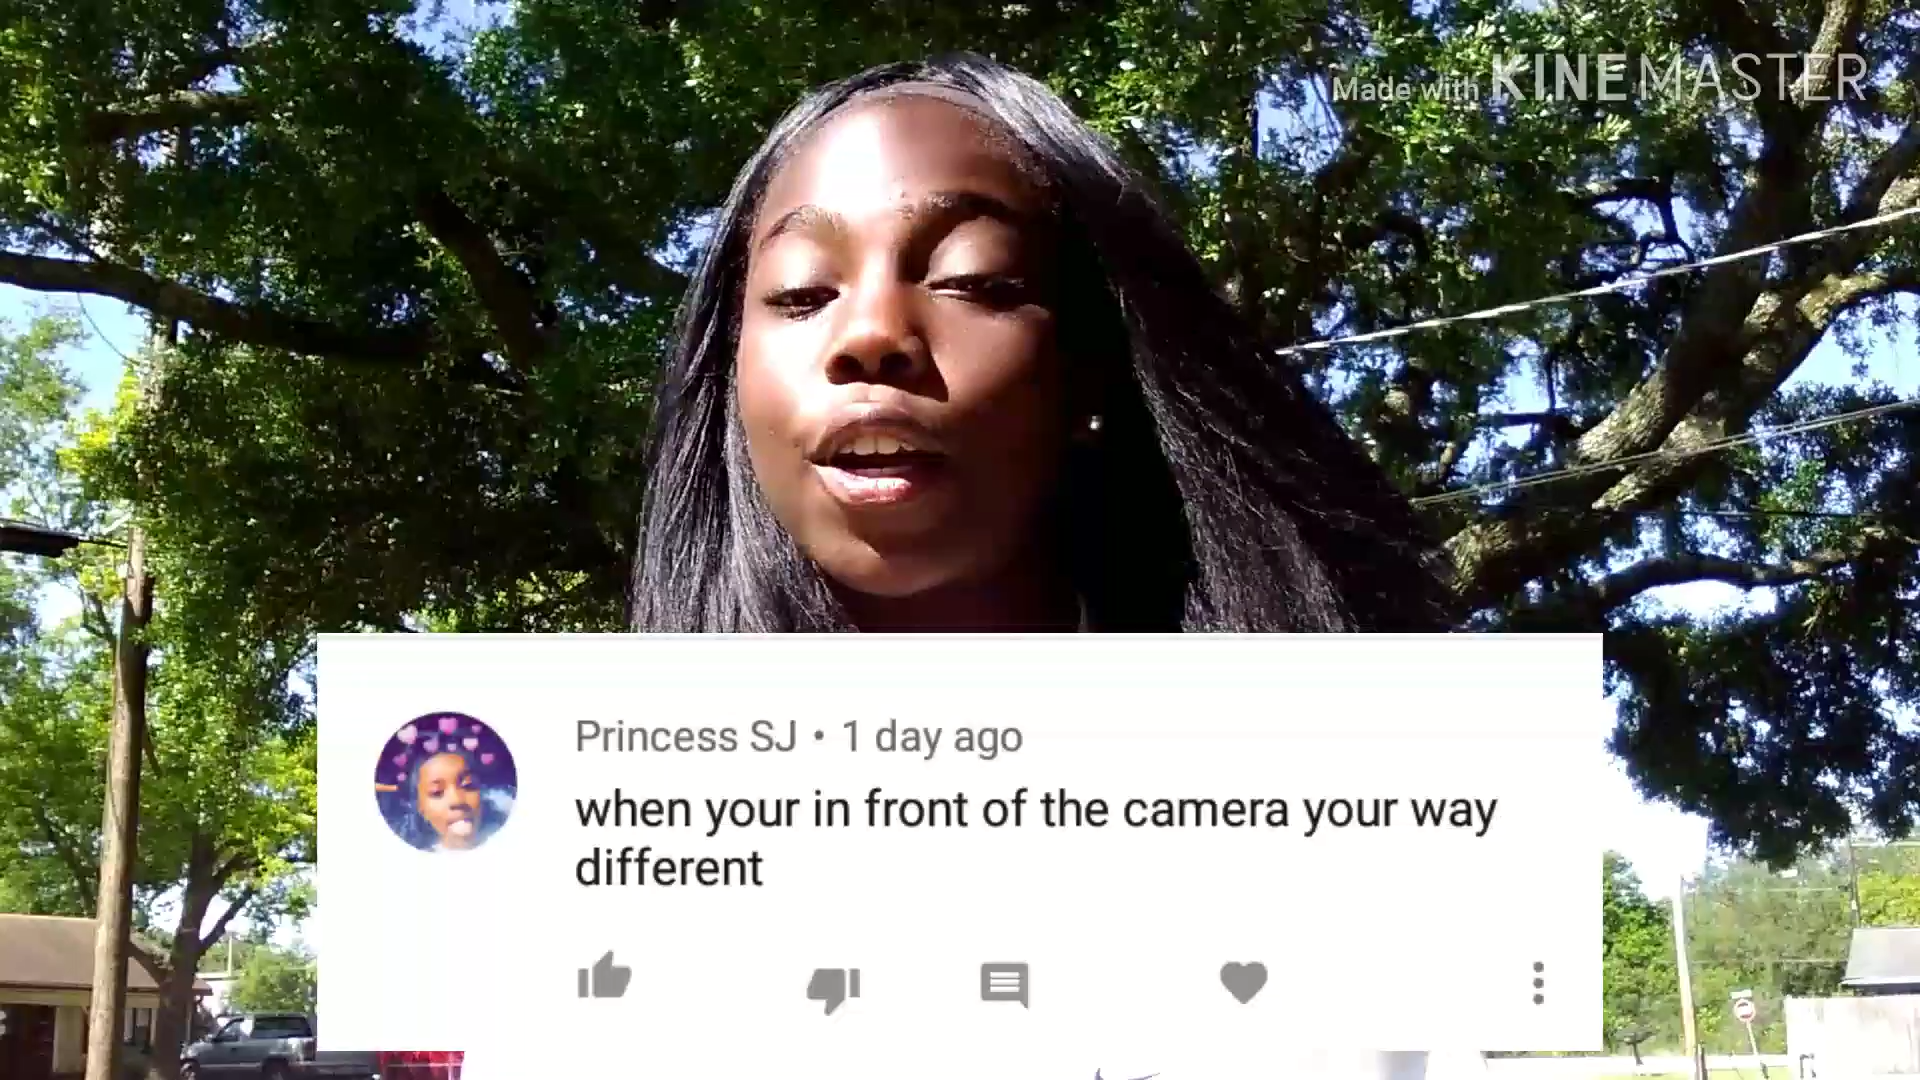 Made with KINEMASTER
Princess SJ • 1 day ago
when your in front of the camera your way
different